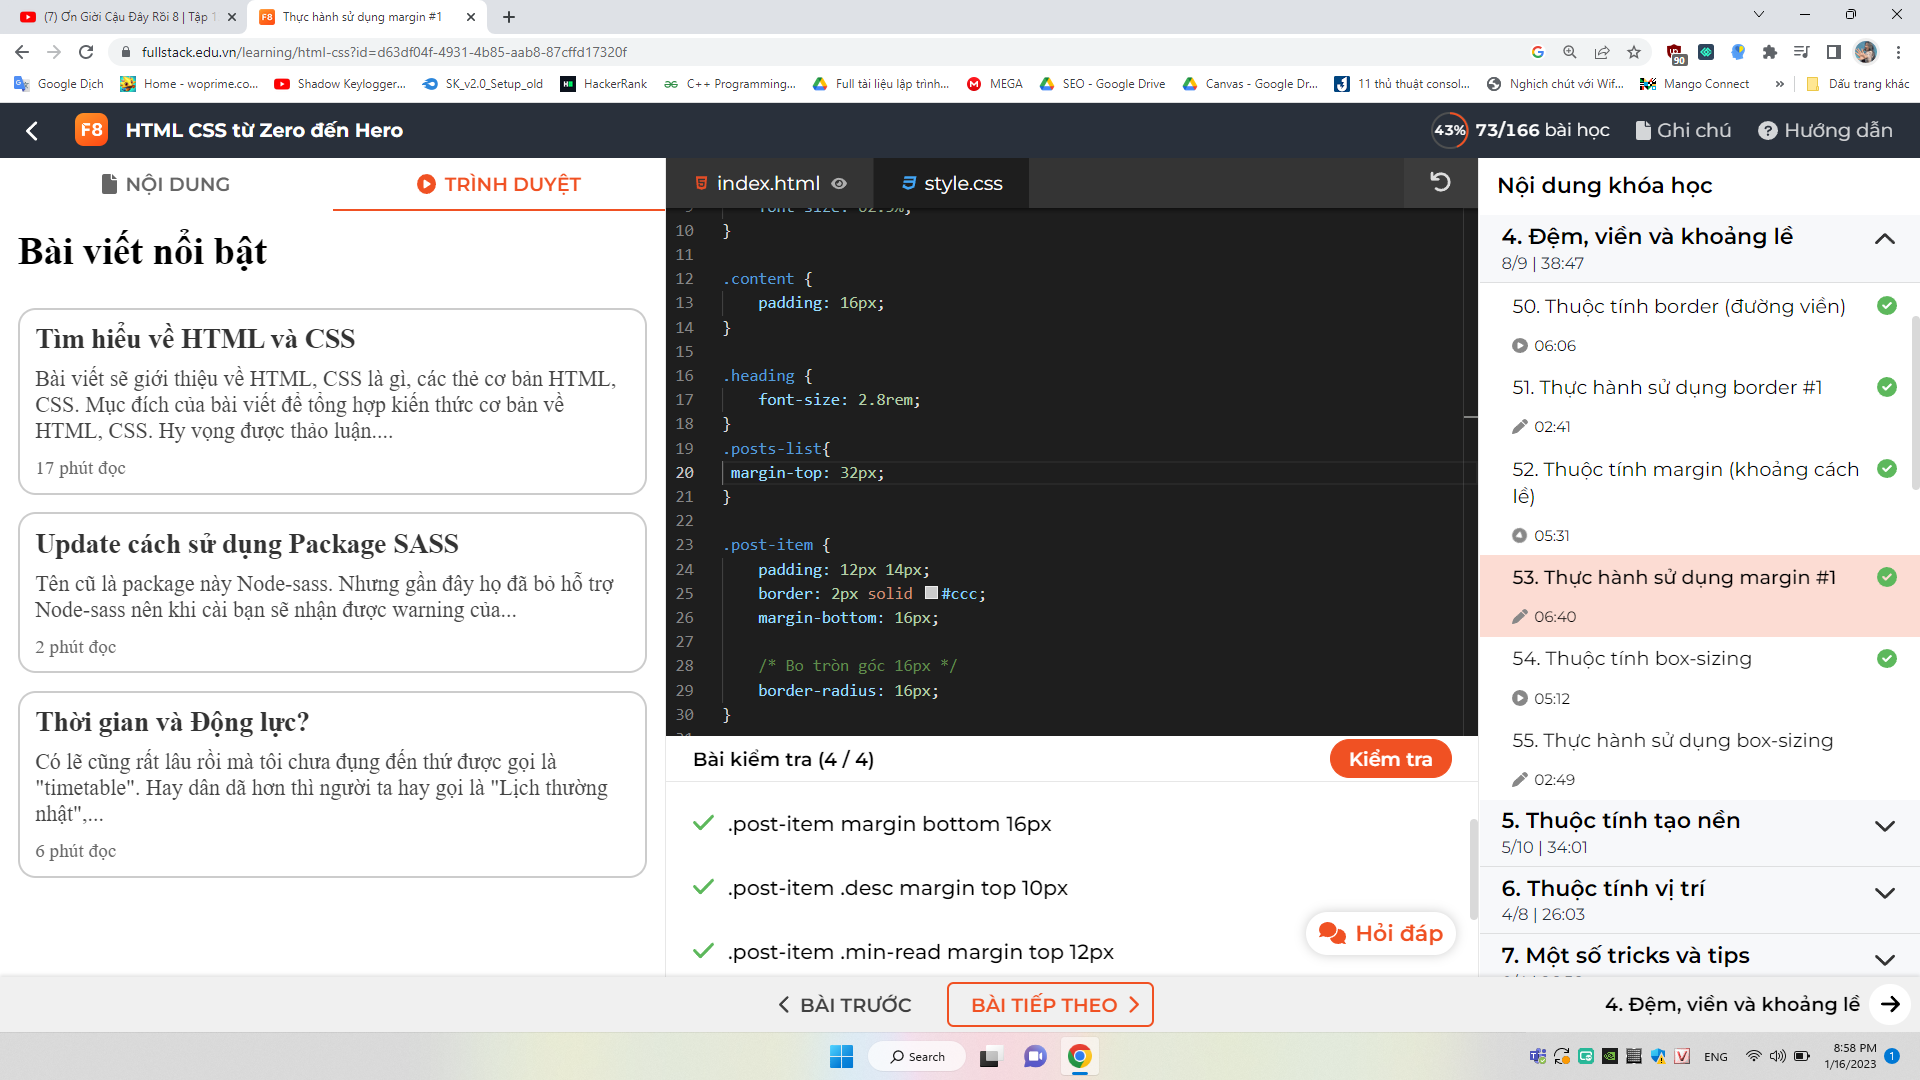 (7) Ơn Giời Cậu Đây Rồi 8 | Tập 1
Thực hành sử dụng margin #1
fullstack.edu.vn/learning/html-css?id=d63df04f-4931-4b85-aab8-87cffd17320f
90
Google Dịch
Home - woprime.co...
Shadow Keylogger...
SK_v2.0_Setup_old
HackerRank
C++ Programming...
Full tài liệu lập trình...
MEGA
SEO - Google Drive
Canvas - Google Dr...
11 thủ thuật consol...
Nghịch chút với Wif...
Mango Connect
»
Dấu trang khác
F8
HTML CSS từ Zero đến Hero
43%
73/166 bài học
Ghi chú
Hướng dẫn
NỘI DUNG
TRÌNH DUYỆT
Bài viết nổi bật
Tìm hiểu về HTML và CSS
Bài viết sẽ giới thiệu về HTML, CSS là gì, các thẻ cơ bản HTML,
CSS. Mục đích của bài viết để tổng hợp kiến thức cơ bản về
HTML, CSS. Hy vọng được thảo luận....
17 phút đọc
Update cách sử dụng Package SASS
Tên cũ là package này Node-sass. Nhưng gần đây họ đã bỏ hỗ trợ
Node-sass nên khi cài bạn sẽ nhận được warning của...
2 phút đọc
Thời gian và Động lực?
Có lẽ cũng rất lâu rồi mà tôi chưa đụng đến thứ được gọi là
"timetable". Hay dân dã hơn thì người ta hay gọi là "Lịch thường
nhật",...
6 phút đọc
index.html
style.css
9 font-size: 62.5%;
10 }
11
12 .content {
13 padding: 16px;
14 }
15
16 .heading {
17 font-size: 2.8rem;
18 }
19 .posts-list{
20 margin-top: 32px;
21 }
22
23 .post-item {
24 padding: 12px 14px;
25 border: 2px solid #ccc;
26 margin-bottom: 16px;
27
28 /* Bo tròn góc 16px */
29 border-radius: 16px;
30 }
31
Bài kiểm tra (4 / 4)
Kiểm tra
.post-item margin bottom 16px
.post-item .desc margin top 10px
.post-item .min-read margin top 12px
Hỏi đáp
Nội dung khóa học
4. Đệm, viền và khoảng lề
8/9 | 38:47
50. Thuộc tính border (đường viền)
06:06
51. Thực hành sử dụng border #1
02:41
52. Thuộc tính margin (khoảng cách
lề)
05:31
53. Thực hành sử dụng margin #1
06:40
54. Thuộc tính box-sizing
05:12
55. Thực hành sử dụng box-sizing
02:49
5. Thuộc tính tạo nền
5/10 | 34:01
6. Thuộc tính vị trí
4/8 | 26:03
7. Một số tricks và tips
BÀI TRƯỚC
BÀI TIẾP THEO
4. Đệm, viền và khoảng lề
Search
ENG
8:58 PM
1/16/2023
1